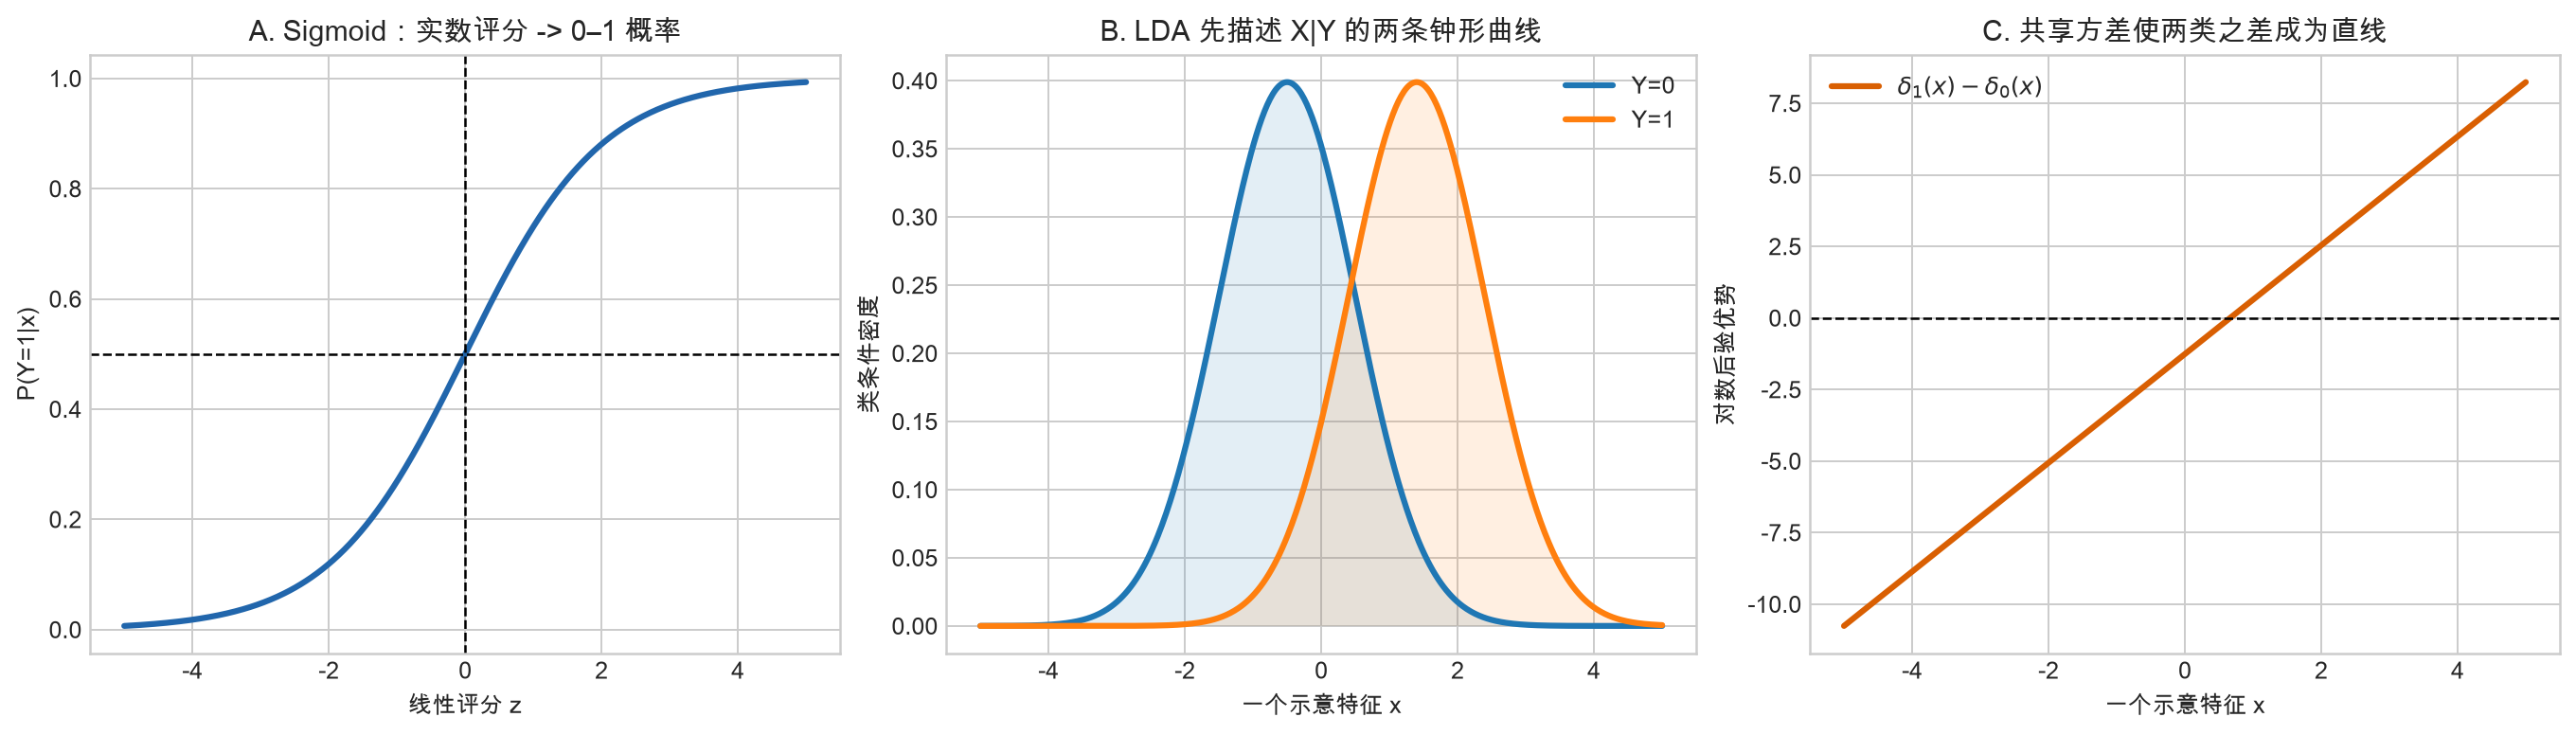 A. Sigmoid：实数评分 -> 0–1 概率
1.0
0.8
0.6
0.4
0.2
0.0
P(Y=1|x)
-4 -2 0 2 4
线性评分 z
B. LDA 先描述 X|Y 的两条钟形曲线
Y=0
Y=1
0.40
0.35
0.30
0.25
0.20
0.15
0.10
0.05
0.00
类条件密度
-4 -2 0 2 4
一个示意特征 x
C. 共享方差使两类之差成为直线
δ₁(x) − δ₀(x)
7.5
5.0
2.5
0.0
-2.5
-5.0
-7.5
-10.0
对数后验优势
-4 -2 0 2 4
一个示意特征 x